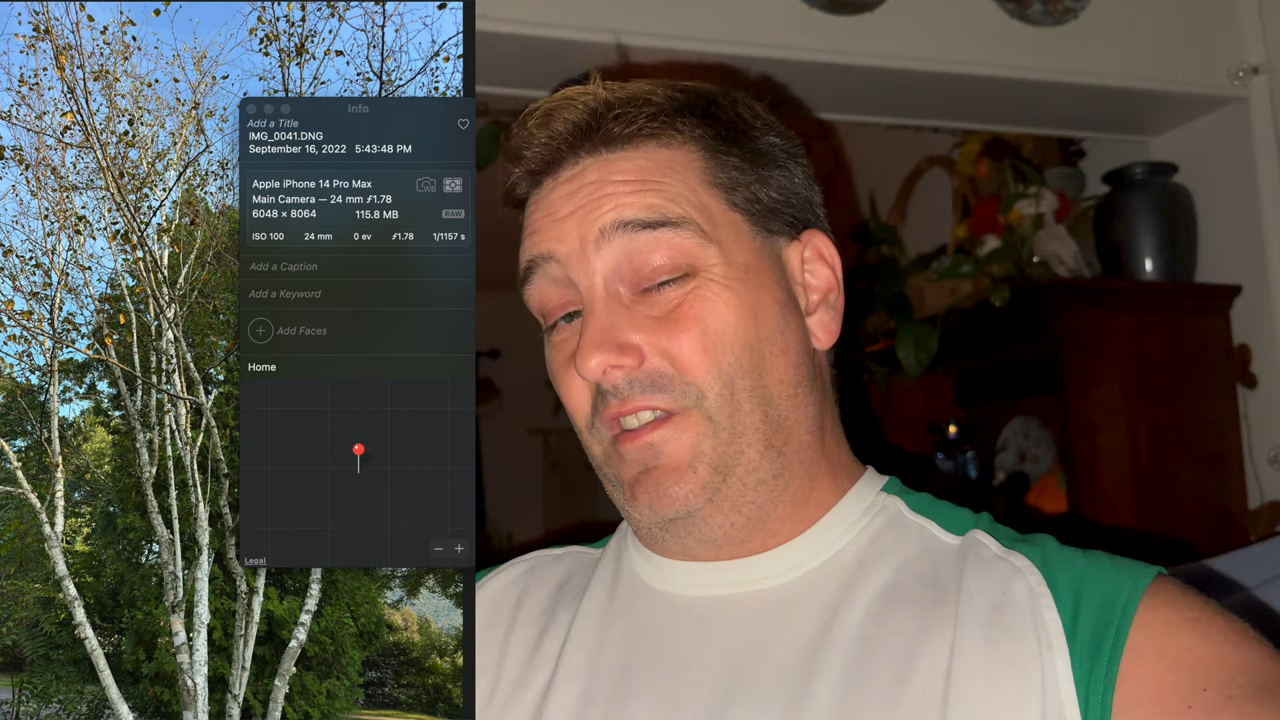 Info
Add a Title
IMG_0041.DNG
September 16, 2022 5:43:48 PM
Apple iPhone 14 Pro Max
WB
Main Camera — 24 mm ƒ1.78
6048 × 8064 115.8 MB RAW
ISO 100 24 mm 0 ev ƒ1.78 1/1157 s
Add a Caption
Add a Keyword
+ Add Faces
Home
Legal